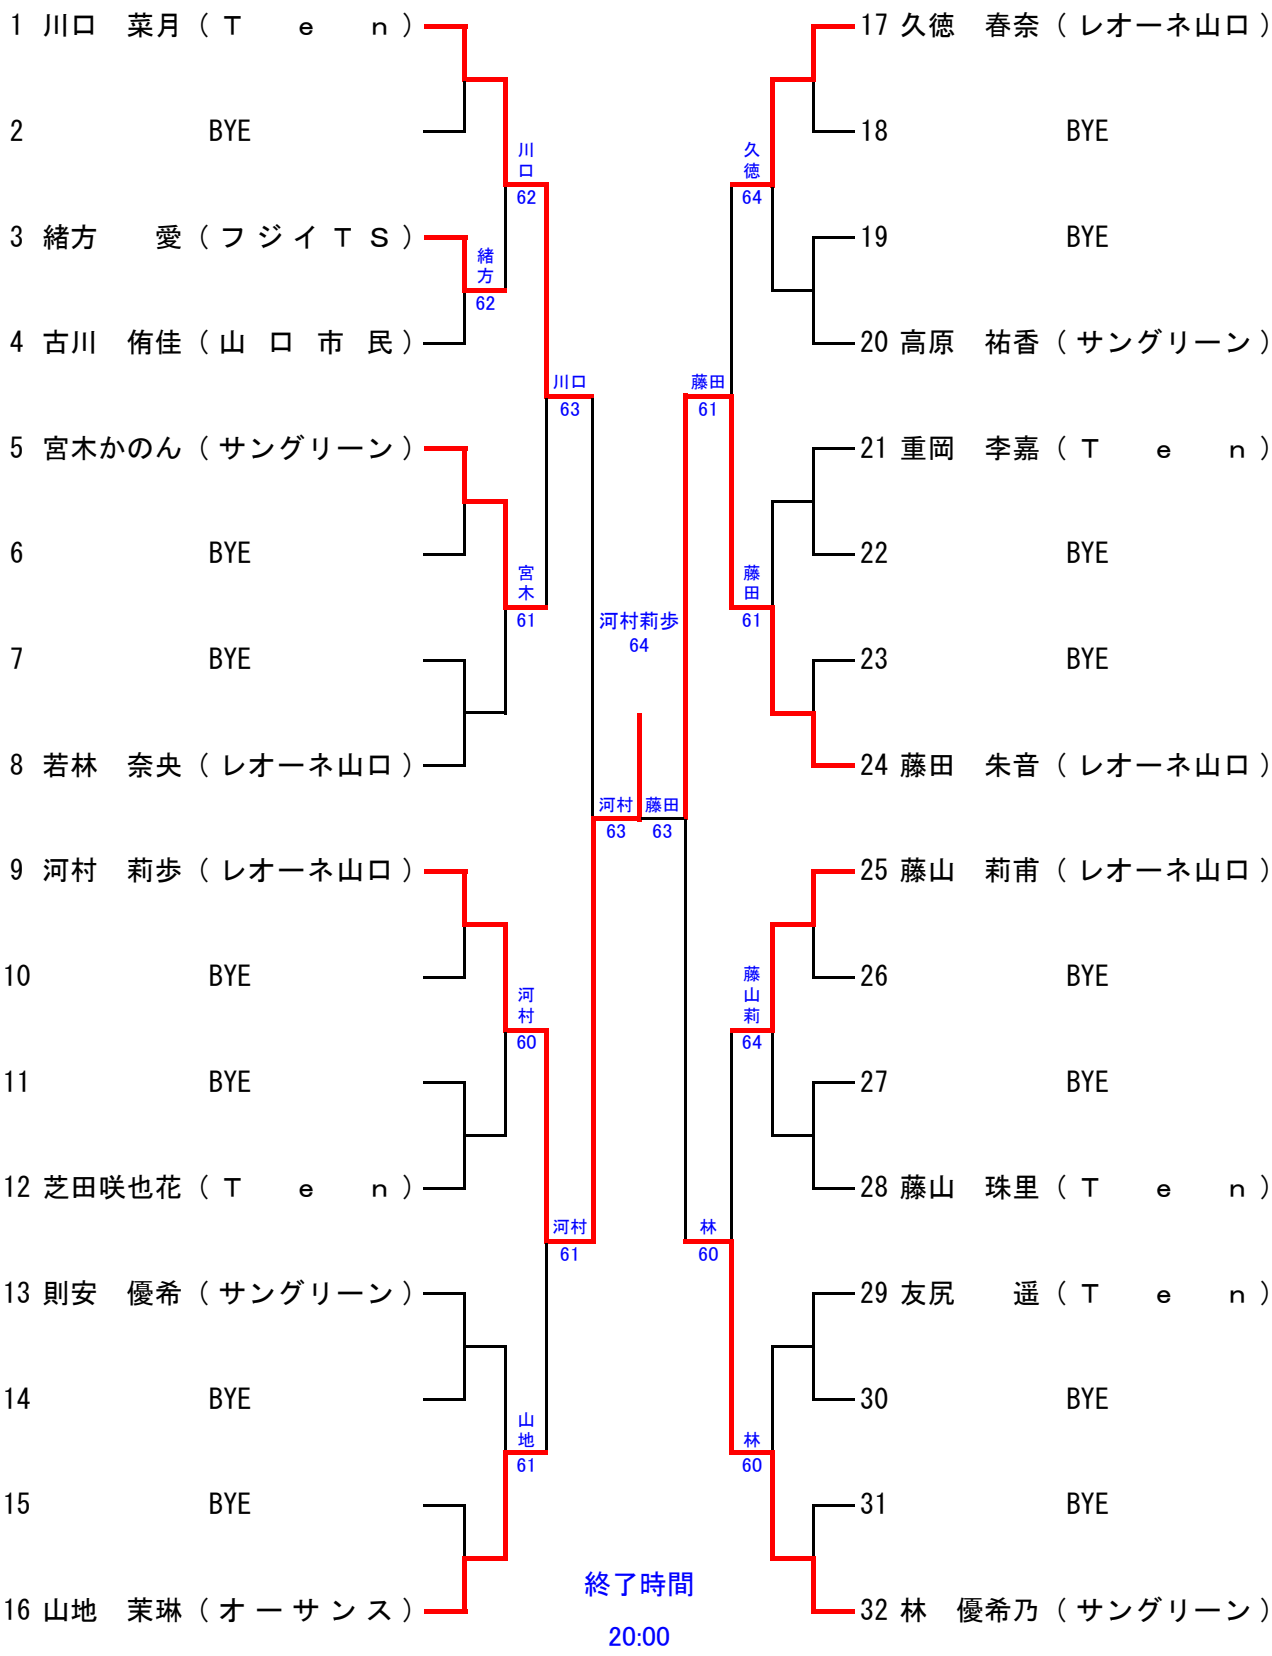 1 川口　菜月（Ｔ　ｅ　ｎ）
2 BYE
3 緒方　　愛（フジイＴＳ）
4 古川　侑佳（山口市民）
5 宮木かのん（サングリーン）
6 BYE
7 BYE
8 若林　奈央（レオーネ山口）
9 河村　莉歩（レオーネ山口）
10 BYE
11 BYE
12 芝田咲也花（Ｔ　ｅ　ｎ）
13 則安　優希（サングリーン）
14 BYE
15 BYE
16 山地　茉琳（オーサンス）
川口
62
緒方
62
宮木
61
河村
60
山地
61
川口
63
河村
61
河村
63
河村莉歩
64
藤田
63
藤田
61
林
60
久徳
64
藤田
61
藤山莉
64
林
60
17 久徳　春奈（レオーネ山口）
18 BYE
19 BYE
20 高原　祐香（サングリーン）
21 重岡　李嘉（Ｔ　ｅ　ｎ）
22 BYE
23 BYE
24 藤田　朱音（レオーネ山口）
25 藤山　莉甫（レオーネ山口）
26 BYE
27 BYE
28 藤山　珠里（Ｔ　ｅ　ｎ）
29 友尻　　遥（Ｔ　ｅ　ｎ）
30 BYE
31 BYE
32 林　優希乃（サングリーン）
終了時間
20:00